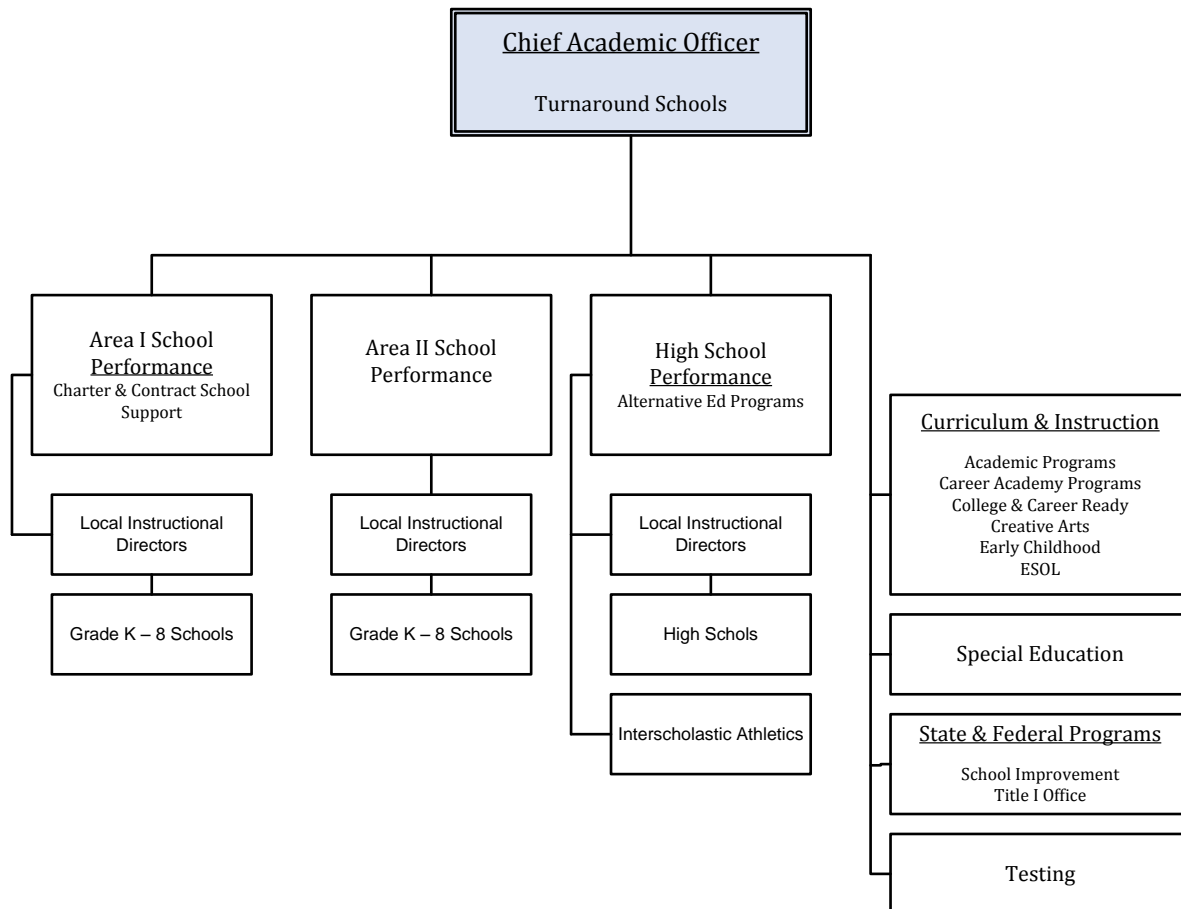 Chief Academic Officer
Turnaround Schools
Area I School
Performance
Charter & Contract School
Support
Area II School
Performance
High School
Performance
Alternative Ed Programs
Local Instructional
Directors
Local Instructional
Directors
Local Instructional
Directors
Grade K – 8 Schools
Grade K – 8 Schools
High Schols
Interscholastic Athletics
Curriculum & Instruction
Academic Programs
Career Academy Programs
College & Career Ready
Creative Arts
Early Childhood
ESOL
Special Education
State & Federal Programs
School Improvement
Title I Office
Testing